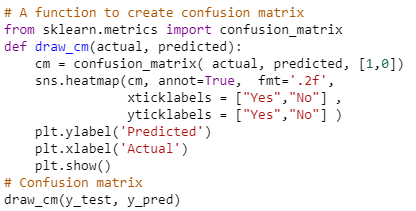 # A function to create confusion matrix
from sklearn.metrics import confusion_matrix
def draw_cm(actual, predicted):
    cm = confusion_matrix( actual, predicted, [1,0])
    sns.heatmap(cm, annot=True,  fmt='.2f',
                xticklabels = ["Yes","No"] ,
                yticklabels = ["Yes","No"] )
    plt.ylabel('Predicted')
    plt.xlabel('Actual')
    plt.show()
# Confusion matrix
draw_cm(y_test, y_pred)